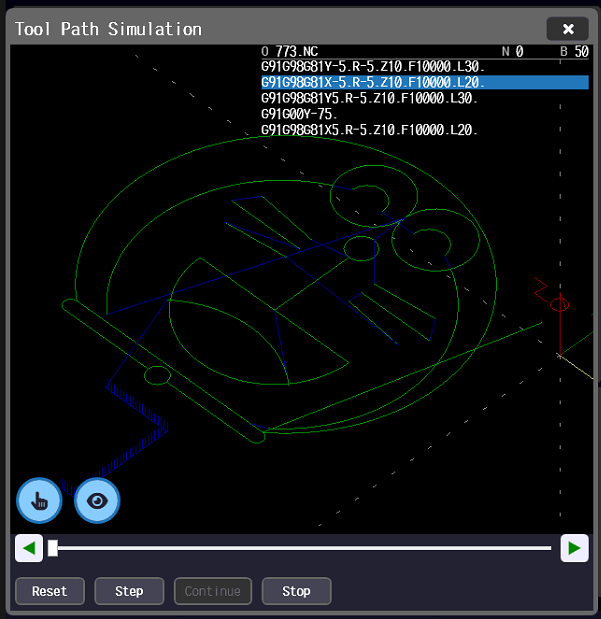 Tool Path Simulation
O 773.NC N 0 B 50
G91G98G81Y-5.R-5.Z10.F10000.L30.
G91G98G81X-5.R-5.Z10.F10000.L20.
G91G98G81Y5.R-5.Z10.F10000.L30.
G91G00Y-75.
G91G98G81X5.R-5.Z10.F10000.L20.
Reset Step Continue Stop